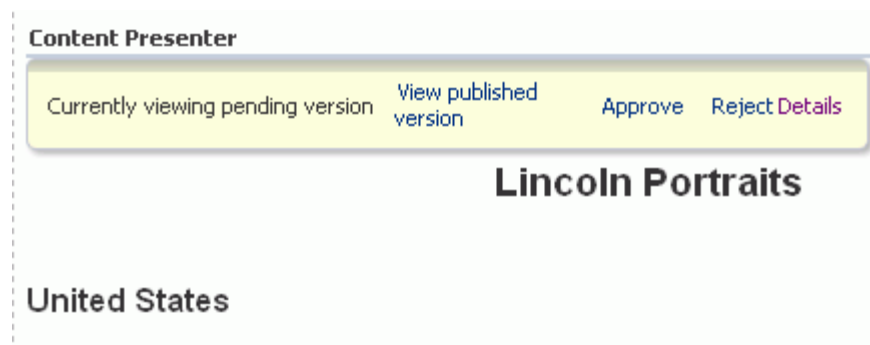 Content Presenter
Currently viewing pending version View published version Approve Reject Details
Lincoln Portraits
United States